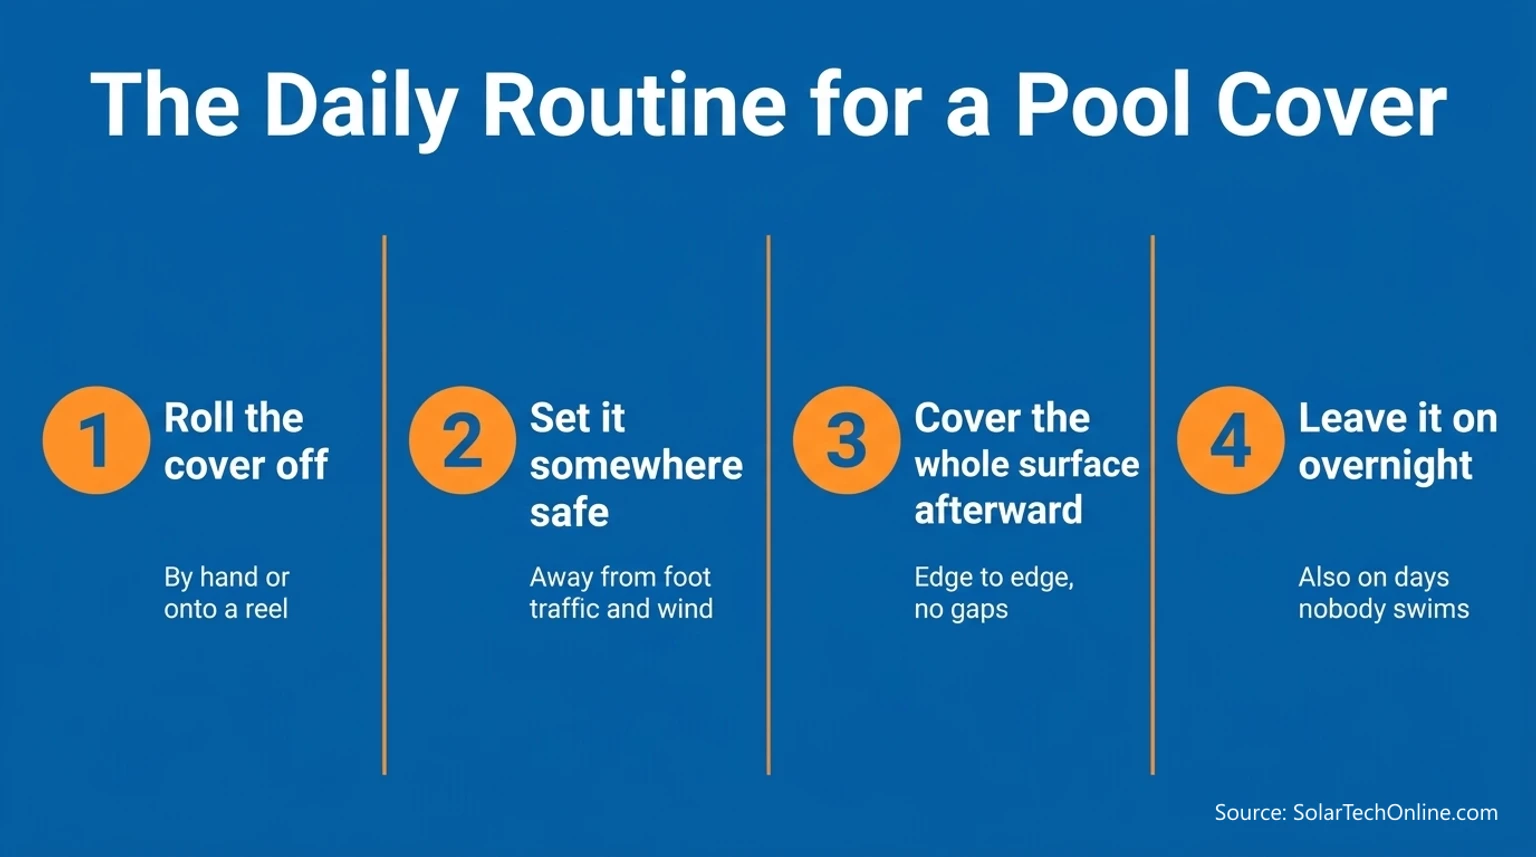 The Daily Routine for a Pool Cover
1
Roll the
cover off
By hand or
onto a reel
2
Set it
somewhere
safe
Away from foot
traffic and wind
3
Cover the
whole surface
afterward
Edge to edge,
no gaps
4
Leave it on
overnight
Also on days
nobody swims
Source: SolarTechOnline.com